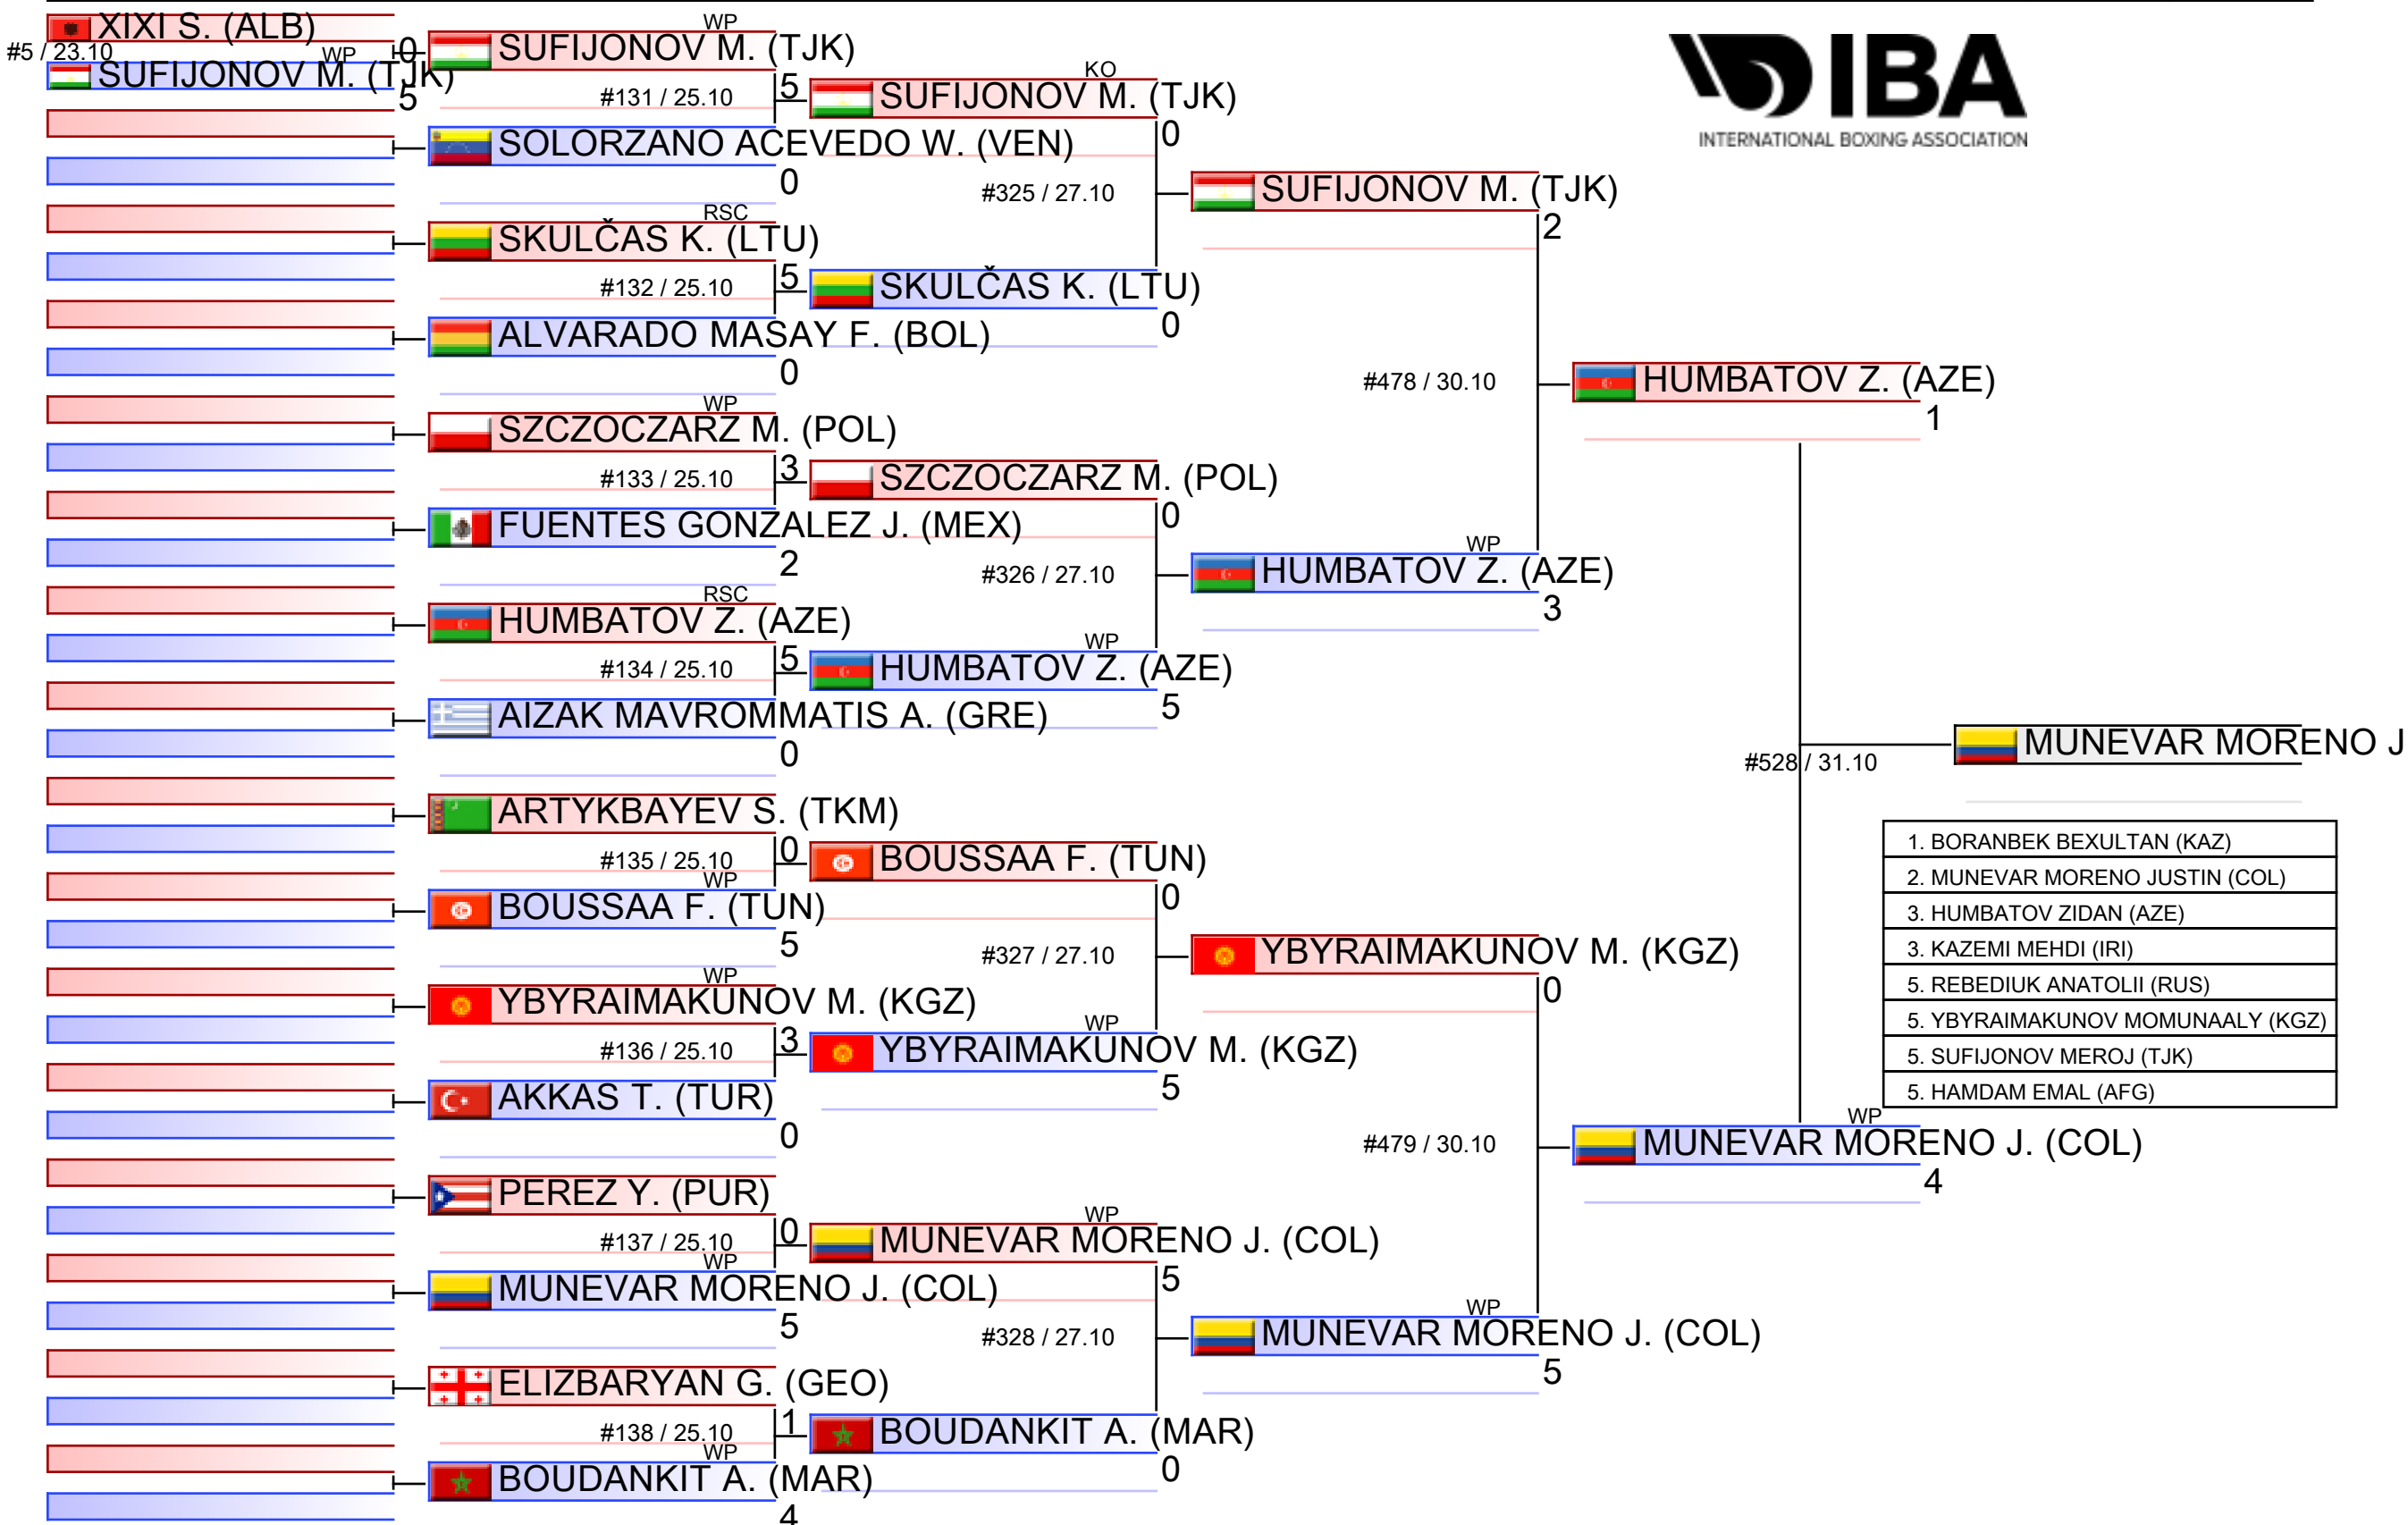 XIXI S. (ALB)
#5 / 23.10
WP
0
SUFIJONOV M. (TJK)
5
WP
SUFIJONOV M. (TJK)
5
#131 / 25.10
SOLORZANO ACEVEDO W. (VEN)
0
RSC
SKULČAS K. (LTU)
5
#132 / 25.10
ALVARADO MASAY F. (BOL)
0
WP
SZCZOCZARZ M. (POL)
3
#133 / 25.10
FUENTES GONZALEZ J. (MEX)
2
RSC
HUMBATOV Z. (AZE)
5
#134 / 25.10
AIZAK MAVROMMATIS A. (GRE)
0
ARTYKBAYEV S. (TKM)
0
#135 / 25.10
WP
BOUSSAA F. (TUN)
5
WP
YBYRAIMAKUNOV M. (KGZ)
3
#136 / 25.10
AKKAS T. (TUR)
0
PEREZ Y. (PUR)
0
#137 / 25.10
WP
MUNEVAR MORENO J. (COL)
5
ELIZBARYAN G. (GEO)
1
#138 / 25.10
WP
BOUDANKIT A. (MAR)
4
KO
SUFIJONOV M. (TJK)
0
#325 / 27.10
SKULČAS K. (LTU)
0
SZCZOCZARZ M. (POL)
0
#326 / 27.10
WP
HUMBATOV Z. (AZE)
5
BOUSSAA F. (TUN)
0
#327 / 27.10
WP
YBYRAIMAKUNOV M. (KGZ)
5
WP
MUNEVAR MORENO J. (COL)
5
#328 / 27.10
BOUDANKIT A. (MAR)
0
SUFIJONOV M. (TJK)
2
#478 / 30.10
WP
HUMBATOV Z. (AZE)
3
YBYRAIMAKUNOV M. (KGZ)
0
#479 / 30.10
WP
MUNEVAR MORENO J. (COL)
5
HUMBATOV Z. (AZE)
1
#528 / 31.10
WP
MUNEVAR MORENO J. (COL)
4
MUNEVAR MORENO J
IBA
INTERNATIONAL BOXING ASSOCIATION
1. BORANBEK BEXULTAN (KAZ)
2. MUNEVAR MORENO JUSTIN (COL)
3. HUMBATOV ZIDAN (AZE)
3. KAZEMI MEHDI (IRI)
5. REBEDIUK ANATOLII (RUS)
5. YBYRAIMAKUNOV MOMUNAALY (KGZ)
5. SUFIJONOV MEROJ (TJK)
5. HAMDAM EMAL (AFG)